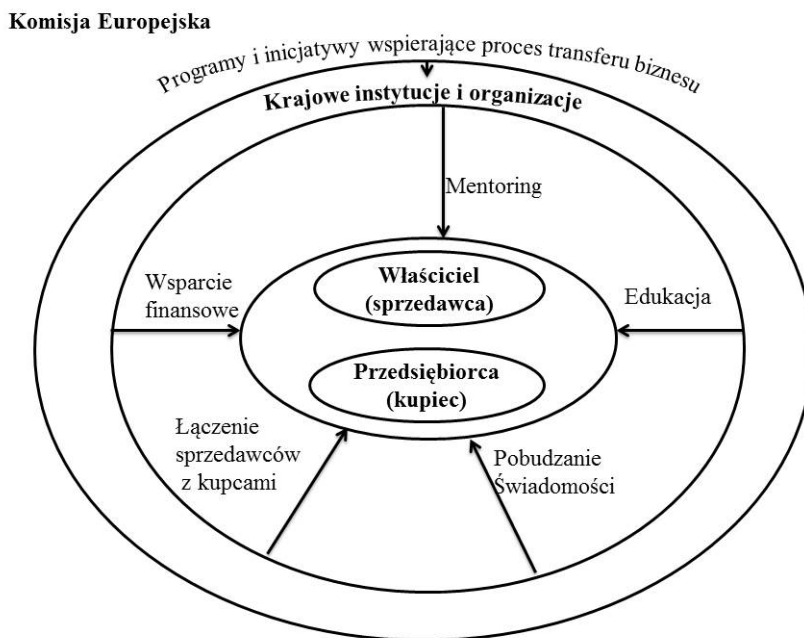 Komisja Europejska
Programy i inicjatywy wspierające proces transferu biznesu
Krajowe instytucje i organizacje
Mentoring
Wsparcie
finansowe
Właściciel
(sprzedawca)
Edukacja
Przedsiębiorca
(kupiec)
Łączenie
sprzedawców
z kupcami
Pobudzanie
Świadomości